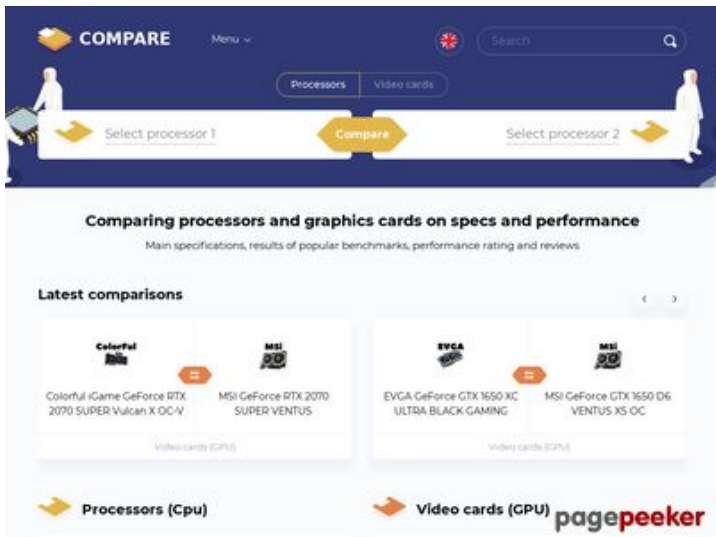 COMPARE
Menu
Search
Processors
Video cards
Select processor 1
Compare
Select processor 2
Comparing processors and graphics cards on specs and performance
Main specifications, results of popular benchmarks, performance rating and reviews
Latest comparisons
Colorful
MSI
EVGA
MSI
Colorful iGame GeForce RTX
2070 SUPER Vulcan X OC-V
MSI GeForce RTX 2070
SUPER VENTUS
EVGA GeForce GTX 1650 XC
ULTRA BLACK GAMING
MSI GeForce GTX 1650 D6
VENTUS XS OC
Video cards (GPU)
Video cards (GPU)
Processors (Cpu)
Video cards (GPU)
pagepeeker